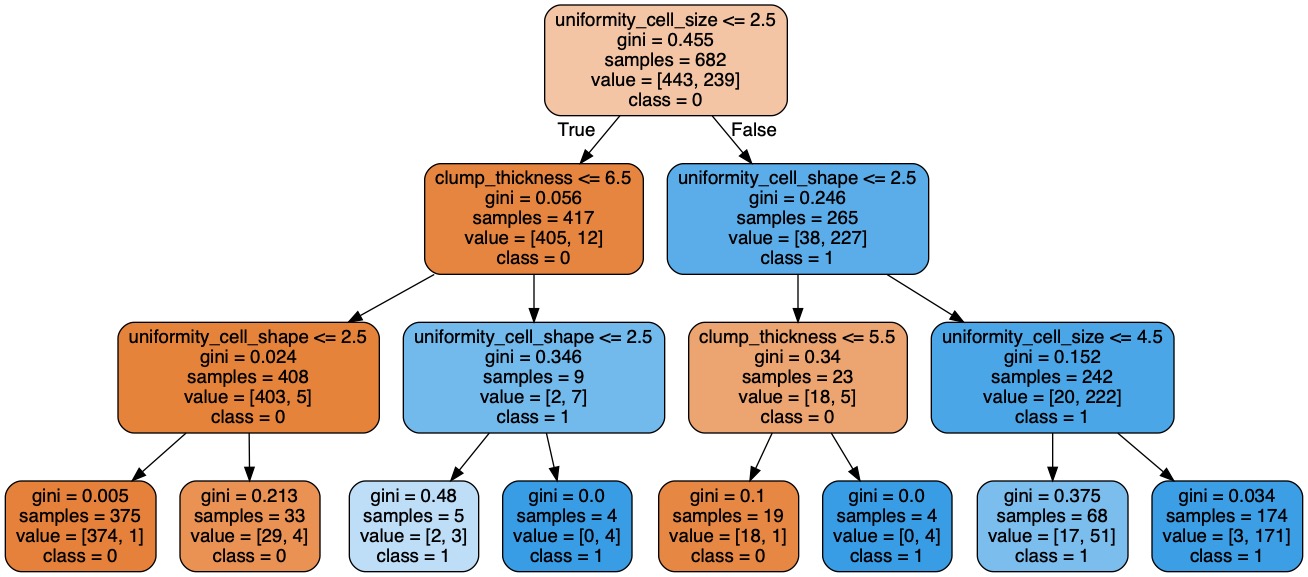 uniformity_cell_size <= 2.5
gini = 0.455
samples = 682
value = [443, 239]
class = 0
True
False
clump_thickness <= 6.5
gini = 0.056
samples = 417
value = [405, 12]
class = 0
uniformity_cell_shape <= 2.5
gini = 0.246
samples = 265
value = [38, 227]
class = 1
uniformity_cell_shape <= 2.5
gini = 0.024
samples = 408
value = [403, 5]
class = 0
uniformity_cell_shape <= 2.5
gini = 0.346
samples = 9
value = [2, 7]
class = 1
clump_thickness <= 5.5
gini = 0.34
samples = 23
value = [18, 5]
class = 0
uniformity_cell_size <= 4.5
gini = 0.152
samples = 242
value = [20, 222]
class = 1
gini = 0.005
samples = 375
value = [374, 1]
class = 0
gini = 0.213
samples = 33
value = [29, 4]
class = 0
gini = 0.48
samples = 5
value = [2, 3]
class = 1
gini = 0.0
samples = 4
value = [0, 4]
class = 1
gini = 0.1
samples = 19
value = [18, 1]
class = 0
gini = 0.0
samples = 4
value = [0, 4]
class = 1
gini = 0.375
samples = 68
value = [17, 51]
class = 1
gini = 0.034
samples = 174
value = [3, 171]
class = 1